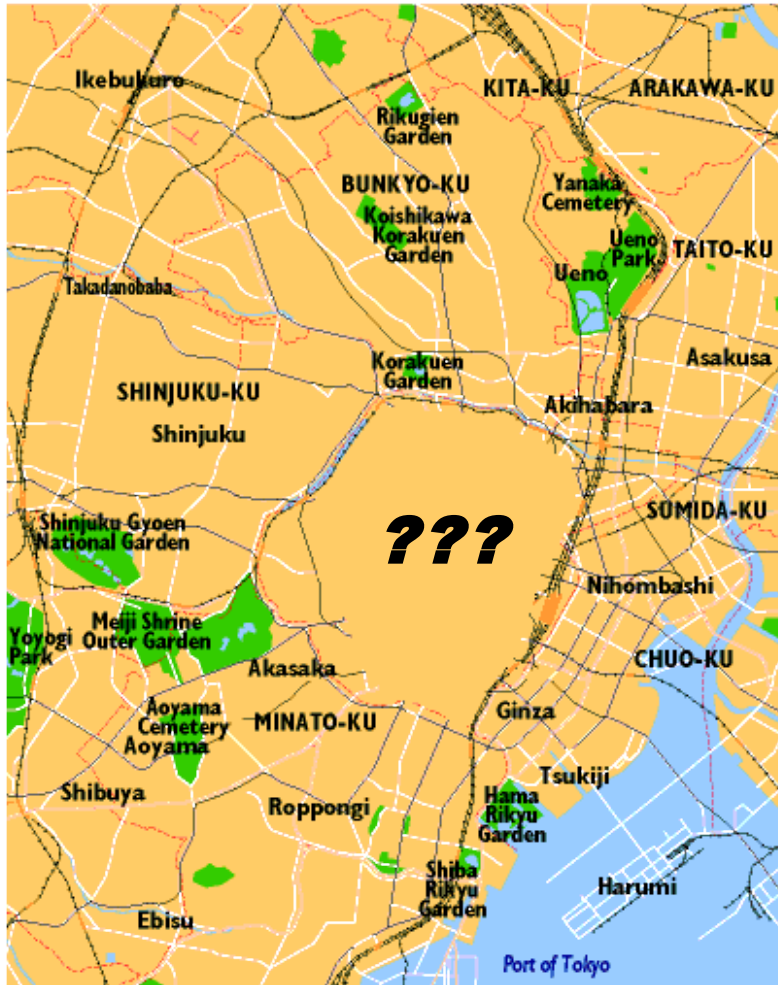 Ikebukuro
KITA-KU
ARAKAWA-KU
Rikugien
Garden
BUNKYO-KU
Yanaka
Cemetery
Koishikawa
Korakuen
Garden
Ueno
Park
TAITO-KU
Ueno
Takadanobaba
Korakuen
Garden
Asakusa
SHINJUKU-KU
Akihabara
Shinjuku
???
SUMIDA-KU
Shinjuku Gyoen
National Garden
Nihombashi
Meiji Shrine
Outer Garden
Yoyogi
Park
CHUO-KU
Akasaka
Aoyama
Cemetery
Aoyama
MINATO-KU
Ginza
Tsukiji
Shibuya
Roppongi
Hama
Rikyu
Garden
Shiba
Rikyu
Garden
Harumi
Ebisu
Port of Tokyo